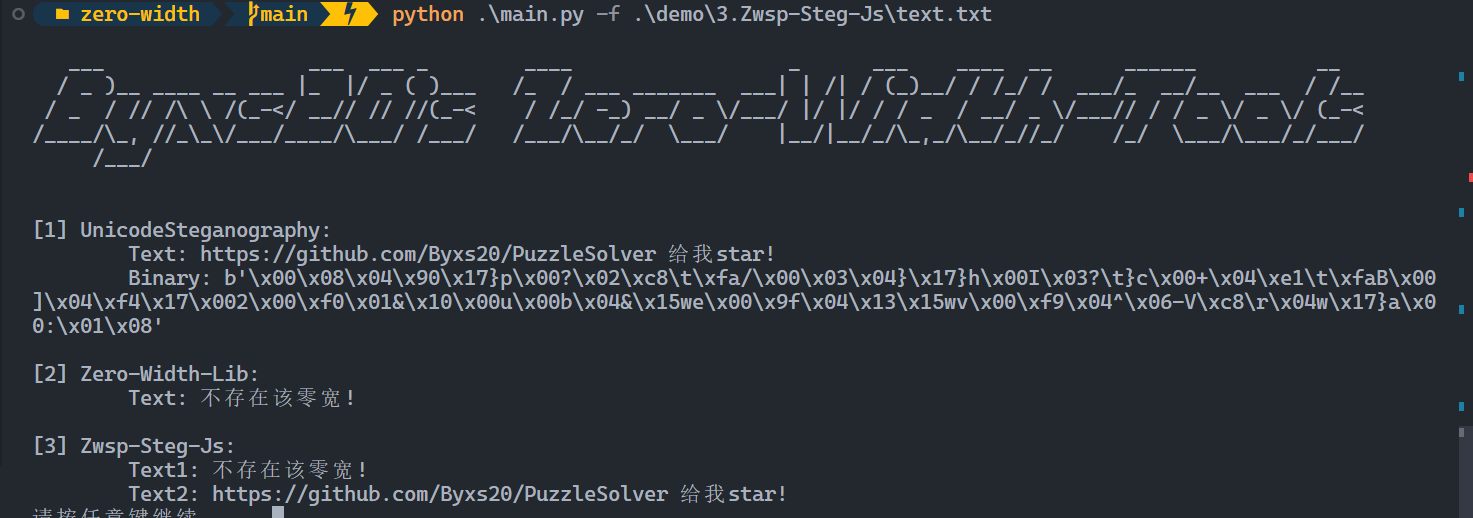 zero-width main python .\main.py -f .\demo\3.Zwsp-Steg-Js\text.txt
Byxs20's Zero-Width-Tools
[1] UnicodeSteganography:
Text: https://github.com/Byxs20/PuzzleSolver 给我star!
Binary: b'\x00\x08\x04\x90\x17}p\x00?\x02\xc8\t\xfa/\x00\x03\x04}\x17}h\x00I\x03?\t}c\x00+\x04\xe1\t\xfaB\x00
]\x04\xf4\x17\x002\x00\xf0\x01&\x10\x00u\x00b\x04&\x15we\x00\x9f\x04\x13\x15wv\x00\xf9\x04^\x06-V\xc8\r\x04w\x17}a\x0
0:\x01\x08'
[2] Zero-Width-Lib:
Text: 不存在该零宽!
[3] Zwsp-Steg-Js:
Text1: 不存在该零宽!
Text2: https://github.com/Byxs20/PuzzleSolver 给我star!
请按任意键继续